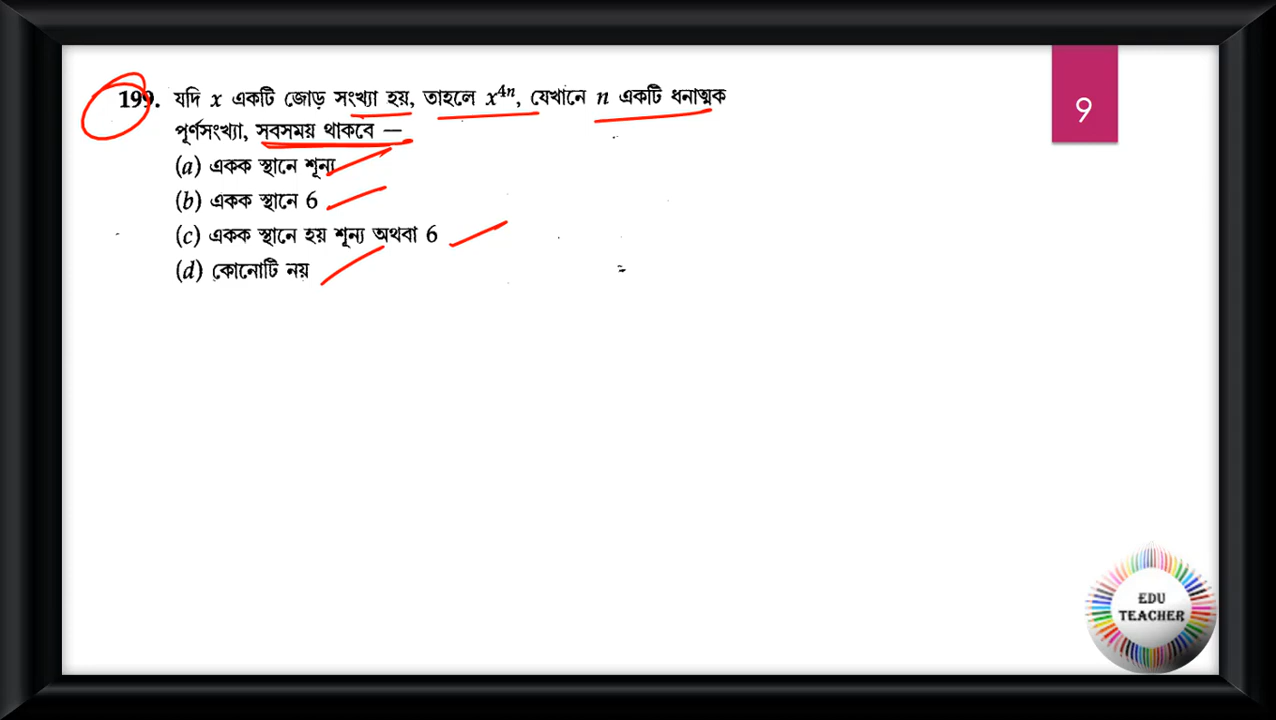 199. যদি x একটি জোড় সংখ্যা হয়, তাহলে x⁴ⁿ, যেখানে n একটি ধনাত্মক
পূর্ণসংখ্যা, সবসময় থাকবে —
(a) একক স্থানে শূন্য
(b) একক স্থানে 6
(c) একক স্থানে হয় শূন্য অথবা 6
(d) কোনোটি নয়
9
EDU
TEACHER